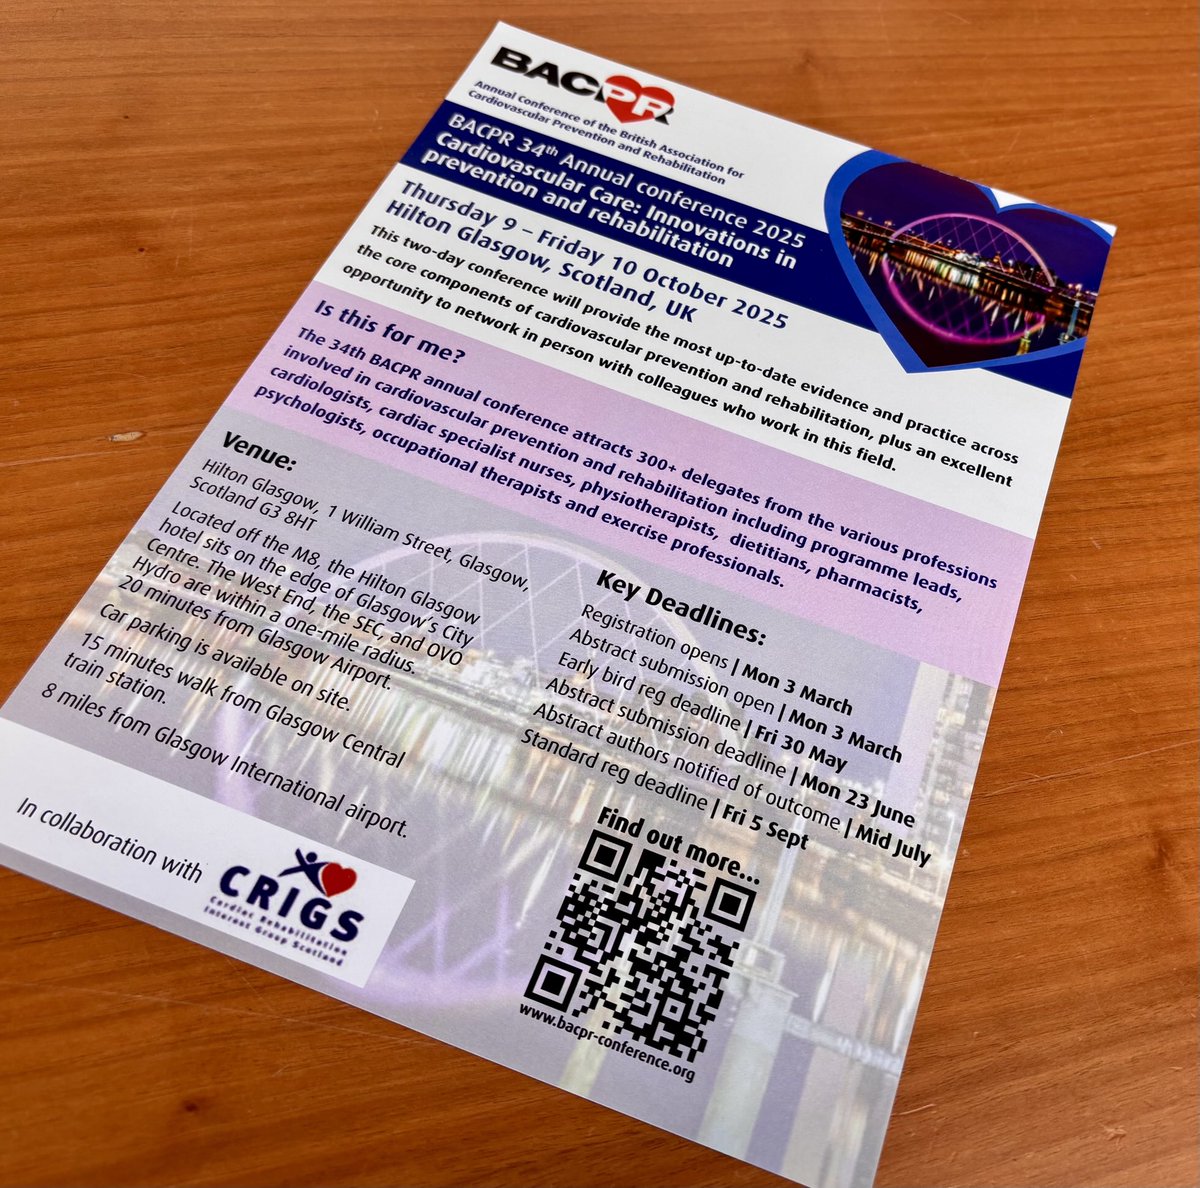 BACPR
Annual Conference of the British Association for
Cardiovascular Prevention and Rehabilitation
BACPR 34th Annual conference 2025
Cardiovascular Care: Innovations in
prevention and rehabilitation
Thursday 9 – Friday 10 October 2025
Hilton Glasgow, Scotland, UK
This two-day conference will provide the most up-to-date evidence and practice across
the core components of cardiovascular prevention and rehabilitation, plus an excellent
opportunity to network in person with colleagues who work in this field.
Is this for me?
The 34th BACPR annual conference attracts 300+ delegates from the various professions
involved in cardiovascular prevention and rehabilitation including programme leads,
cardiologists, cardiac specialist nurses, physiotherapists, dietitians, pharmacists,
psychologists, occupational therapists and exercise professionals.
Venue:
Hilton Glasgow, 1 William Street, Glasgow,
Scotland G3 8HT
Located off the M8, the Hilton Glasgow
hotel sits on the edge of Glasgow's City
Centre. The West End, the SEC, and OVO
Hydro are within a one-mile radius.
20 minutes from Glasgow Airport.
Car parking is available on site.
15 minutes walk from Glasgow Central
train station.
8 miles from Glasgow International airport.
Key Deadlines:
Registration opens | Mon 3 March
Abstract submission open | Mon 3 March
Early bird reg deadline | Fri 30 May
Abstract submission deadline | Mon 23 June
Abstract authors notified of outcome | Mid July
Standard reg deadline | Fri 5 Sept
Find out more...
www.bacpr-conference.org
In collaboration with
CRIGS
Cardiac Rehabilitation
Interest Group Scotland